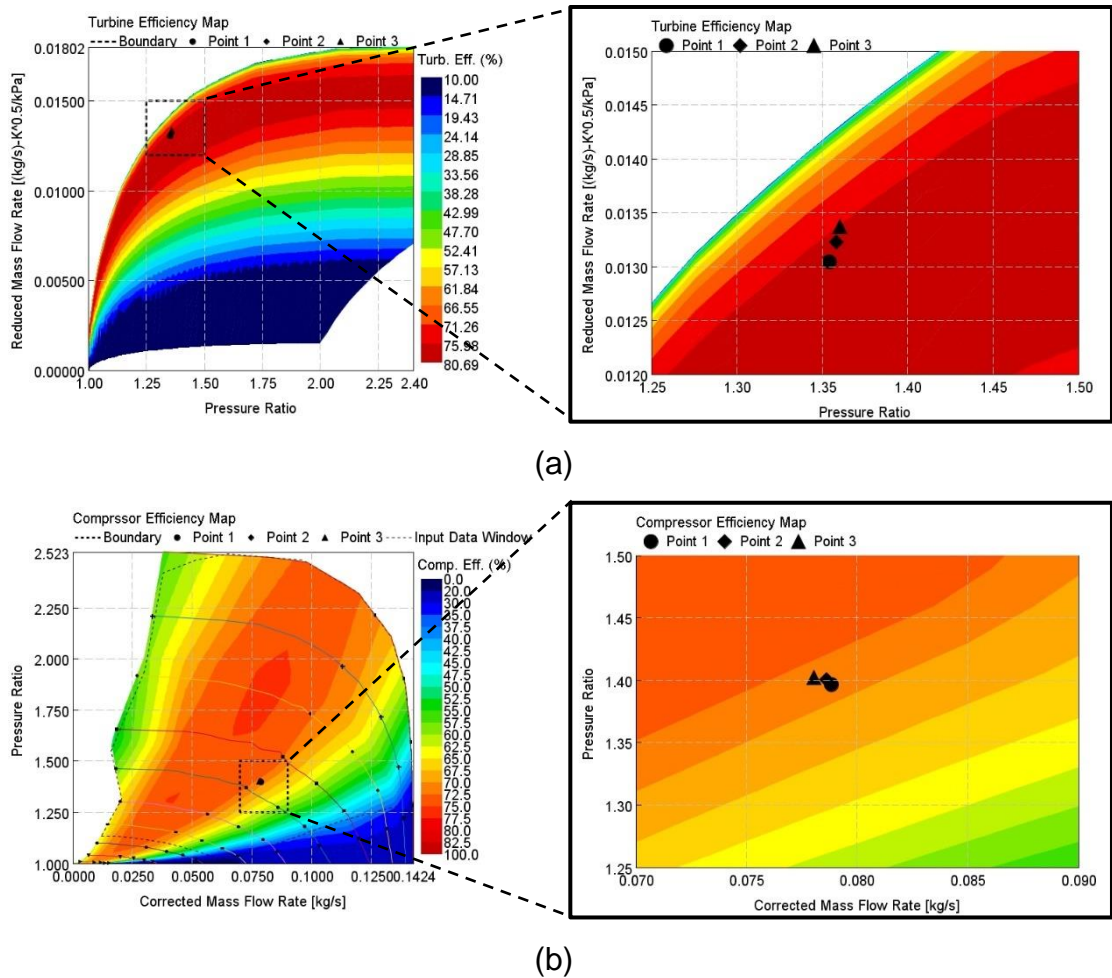 Turbine Efficiency Map
Boundary Point 1 Point 2 Point 3
Turb. Eff. (%)
0.01802
0.01500
0.01000
0.00500
0.00000
Reduced Mass Flow Rate [(kg/s)-K^0.5/kPa]
1.00 1.25 1.50 1.75 2.00 2.25 2.40
Pressure Ratio
10.00
14.71
19.43
24.14
28.85
33.56
38.28
42.99
47.70
52.41
57.13
61.84
66.55
71.26
75.98
80.69
Turbine Efficiency Map
Point 1 Point 2 Point 3
0.0150
0.0145
0.0140
0.0135
0.0130
0.0125
0.0120
Reduced Mass Flow Rate [(kg/s)-K^0.5/kPa]
1.25 1.30 1.35 1.40 1.45 1.50
Pressure Ratio
(a)
Comprssor Efficiency Map
Boundary Point 1 Point 2 Point 3 Input Data Window
Comp. Eff. (%)
2.523
2.250
2.000
1.750
1.500
1.250
1.000
Pressure Ratio
0.0000 0.0250 0.0500 0.0750 0.1000 0.1250 0.1424
Corrected Mass Flow Rate [kg/s]
0.0
20.0
30.0
37.5
40.0
42.5
45.0
47.5
50.0
52.5
55.0
57.5
60.0
62.5
65.0
67.5
70.0
72.5
75.0
77.5
80.0
82.5
100.0
Compressor Efficiency Map
Point 1 Point 2 Point 3
1.50
1.45
1.40
1.35
1.30
1.25
Pressure Ratio
0.070 0.075 0.080 0.085 0.090
Corrected Mass Flow Rate [kg/s]
(b)